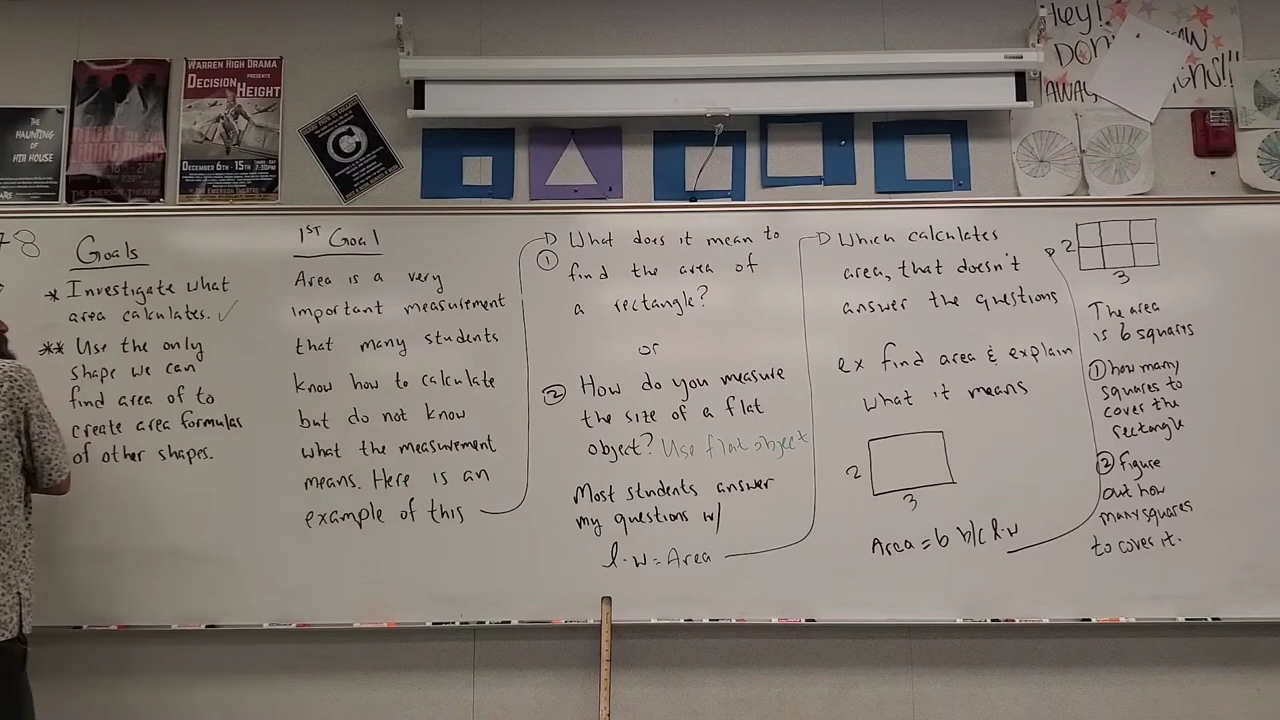 THE
HAUNTING
OF
HILL HOUSE
THE EMERSON THEATRE
WARREN HIGH DRAMA
PRESENTS
DECISION
HEIGHT
DECEMBER 6TH - 15TH
7:30PM
THE EMERSON THEATRE
Hey!
DON
AWAY
78
Goals
* Investigate what
area calculates. ✓
** Use the only
shape we can
find area of to
create area formulas
of other shapes.
1ST Goal
Area is a very
important measurement
that many students
know how to calculate
but do not know
what the measurement
means. Here is an
example of this
① What does it mean to
find the area of
a rectangle?
or
② How do you measure
the size of a flat
object? Use flat object
Most students answer
my questions w/
l·w = Area
Which calculates
area, that doesn't
answer the questions
ex find area & explain
what it means
2
3
Area = 6 b/c l·w
2
3
The area
is 6 squares
① how many
squares to
cover the
rectangle
② Figure
out how
many squares
to cover it.